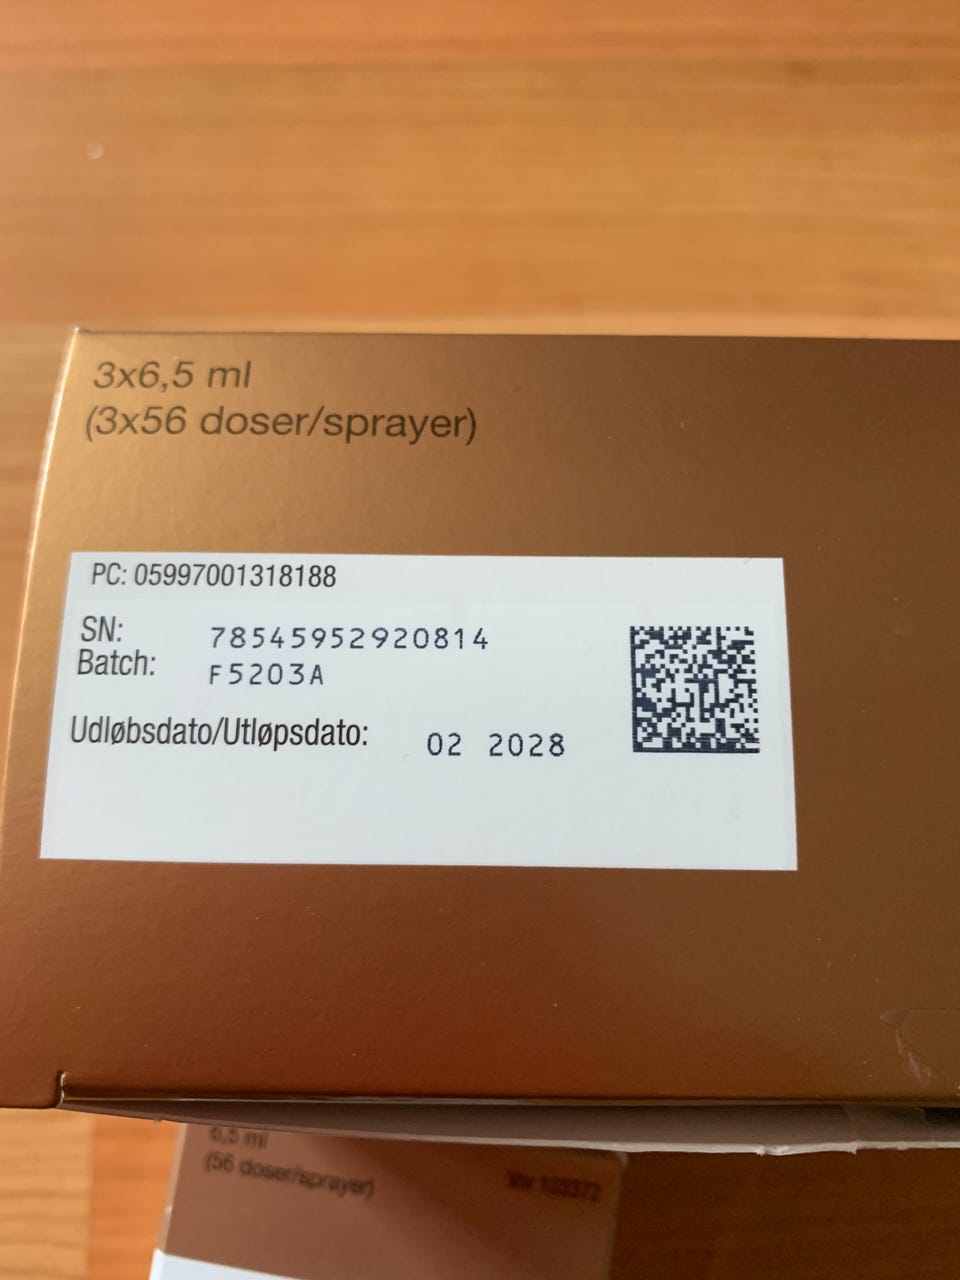 3x6,5 ml
(3x56 doser/sprayer)
PC: 05997001318188
SN: 78545952920814
Batch: F5203A
Udløbsdato/Utløpsdato: 02 2028
6,5 ml
(56 doser/sprayer)